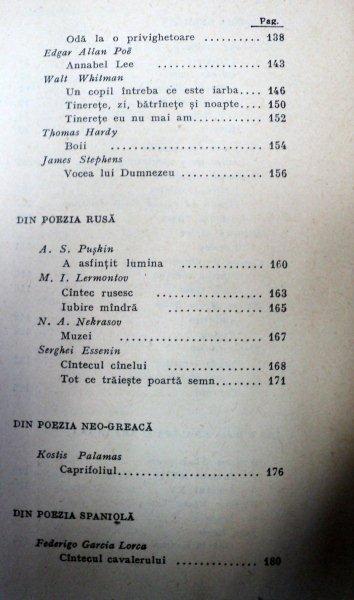 Pag.
Odă la o privighetoare .......... 138
Edgar Allan Poë
Annabel Lee ................. 143
Walt Whitman
Un copil întreba ce este iarba... 146
Tinerețe, zi, bătrînețe și noapte.... 150
Tinerețe eu nu mai am........ 152
Thomas Hardy
Boii ................. 154
James Stephens
Vocea lui Dumnezeu ......... 156
DIN POEZIA RUSĂ
A. S. Pușkin
A asfințit lumina ............ 160
M. I. Lermontov
Cîntec rusesc ................. 163
Iubire mîndră ................. 165
N. A. Nekrasov
Muzei ................. 167
Serghei Essenin
Cîntecul cînelui ............. 168
Tot ce trăiește poartă semn....... 171
DIN POEZIA NEO-GREACĂ
Kostis Palamas
Caprifoliul..................... 176
DIN POEZIA SPANIOLĂ
Federigo Garcia Lorca
Cîntecul cavalerului ............ 180